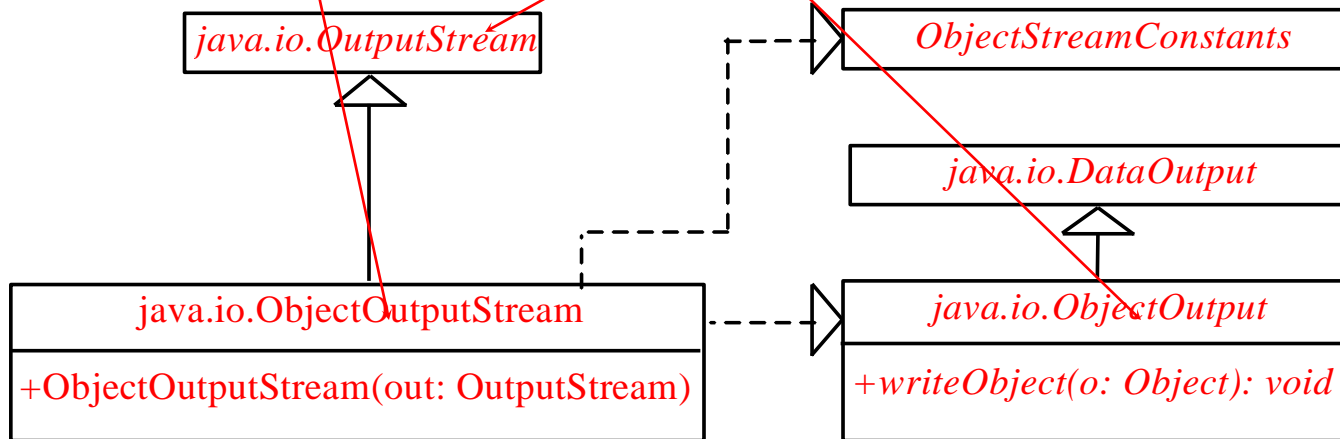 java.io.OutputStream
ObjectStreamConstants
java.io.DataOutput
java.io.ObjectOutputStream
+ObjectOutputStream(out: OutputStream)
java.io.ObjectOutput
+writeObject(o: Object): void